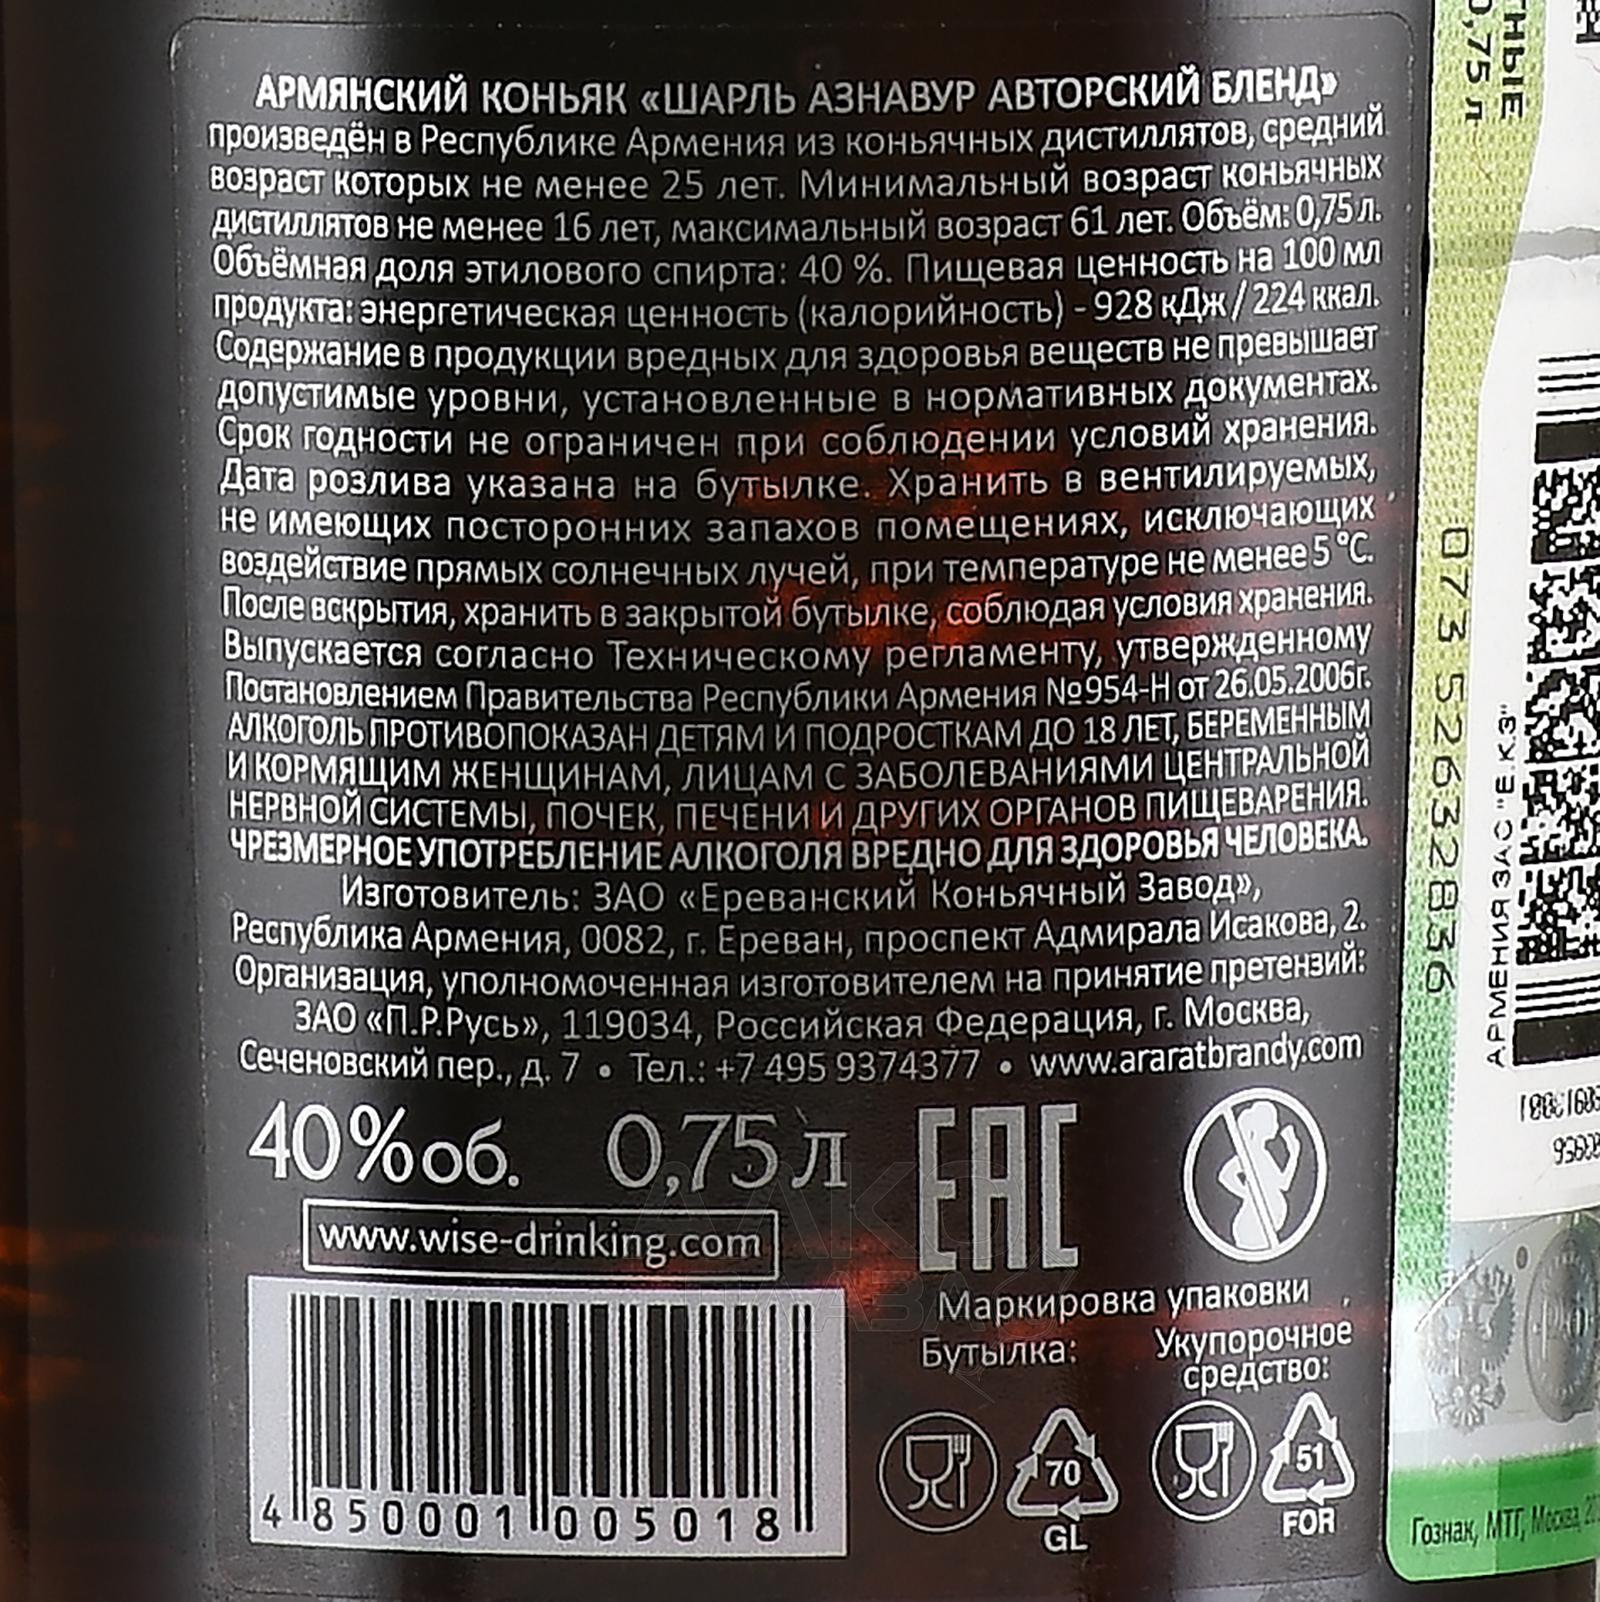 АРМЯНСКИЙ КОНЬЯК «ШАРЛЬ АЗНАВУР АВТОРСКИЙ БЛЕНД»
произведён в Республике Армения из коньячных дистиллятов, средний
возраст которых не менее 25 лет. Минимальный возраст коньячных
дистиллятов не менее 16 лет, максимальный возраст 61 лет. Объём: 0,75 л.
Объёмная доля этилового спирта: 40 %. Пищевая ценность на 100 мл
продукта: энергетическая ценность (калорийность) - 928 кДж / 224 ккал.
Содержание в продукции вредных для здоровья веществ не превышает
допустимые уровни, установленные в нормативных документах.
Срок годности не ограничен при соблюдении условий хранения.
Дата розлива указана на бутылке. Хранить в вентилируемых,
не имеющих посторонних запахов помещениях, исключающих
воздействие прямых солнечных лучей, при температуре не менее 5 °С.
После вскрытия, хранить в закрытой бутылке, соблюдая условия хранения.
Выпускается согласно Техническому регламенту, утвержденному
Постановлением Правительства Республики Армения №954-Н от 26.05.2006г.
АЛКОГОЛЬ ПРОТИВОПОКАЗАН ДЕТЯМ И ПОДРОСТКАМ ДО 18 ЛЕТ, БЕРЕМЕННЫМ
И КОРМЯЩИМ ЖЕНЩИНАМ, ЛИЦАМ С ЗАБОЛЕВАНИЯМИ ЦЕНТРАЛЬНОЙ
НЕРВНОЙ СИСТЕМЫ, ПОЧЕК, ПЕЧЕНИ И ДРУГИХ ОРГАНОВ ПИЩЕВАРЕНИЯ.
ЧРЕЗМЕРНОЕ УПОТРЕБЛЕНИЕ АЛКОГОЛЯ ВРЕДНО ДЛЯ ЗДОРОВЬЯ ЧЕЛОВЕКА.
Изготовитель: ЗАО «Ереванский Коньячный Завод»,
Республика Армения, 0082, г. Ереван, проспект Адмирала Исакова, 2.
Организация, уполномоченная изготовителем на принятие претензий:
ЗАО «П.Р.Русь», 119034, Российская Федерация, г. Москва,
Сеченовский пер., д. 7 • Тел.: +7 495 9374377 • www.araratbrandy.com
40%об. 0,75 л
EAC
www.wise-drinking.com
Маркировка упаковки
Бутылка: Укупорочное
средство:
70
GL
51
FOR
4 850001 005018
0,75 л
073 526328 36
АРМЕНИЯ ЗАО "Е.К.З"
Гознак, МТГ, Москва,
АЛКО